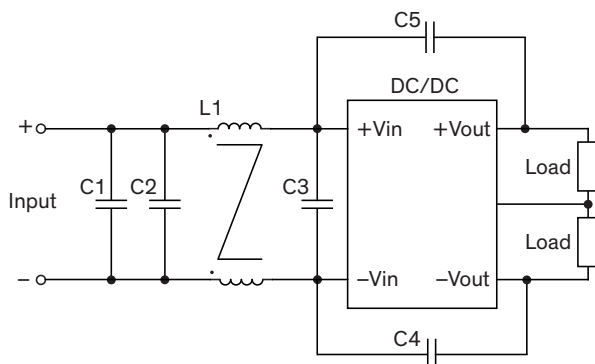 C5
DC/DC
L1
+
+Vin
+Vout
Load
Input
C1
C2
C3
Load
−
−Vin
−Vout
C4